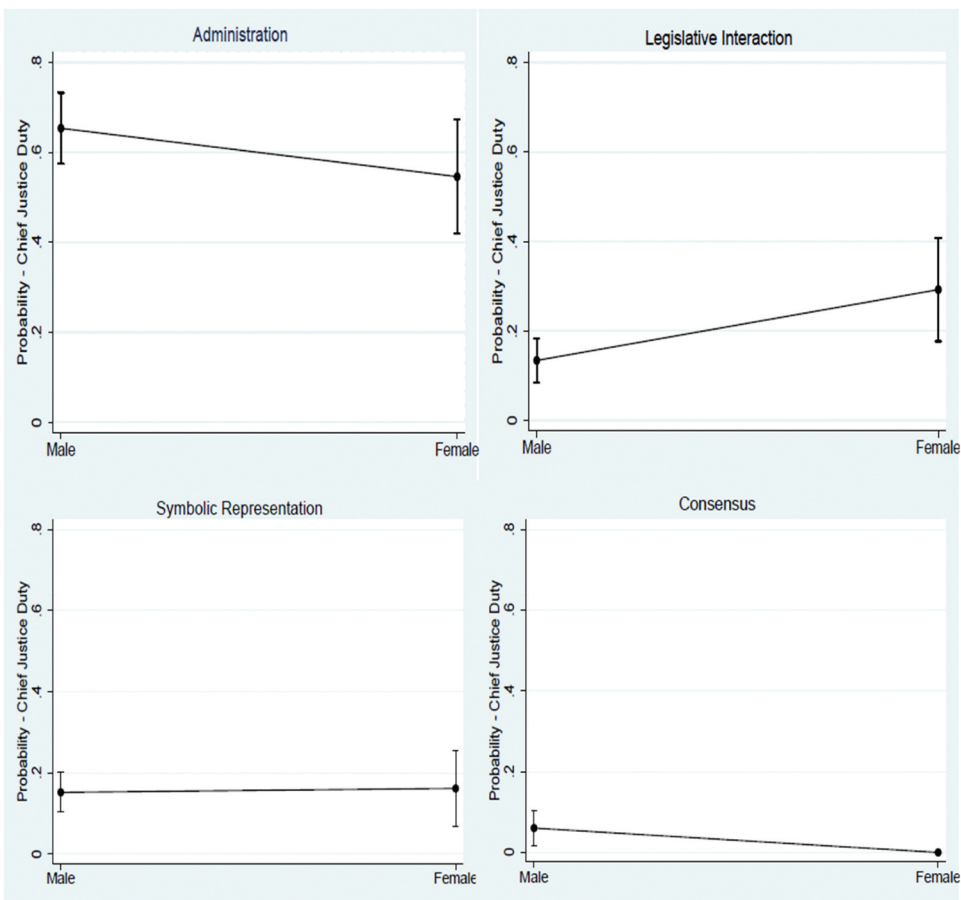 Administration
Probability - Chief Justice Duty
.8
.6
.4
.2
0
Male
Female
Legislative Interaction
Probability - Chief Justice Duty
.8
.6
.4
.2
0
Male
Female
Symbolic Representation
Probability - Chief Justice Duty
.8
.6
.4
.2
0
Male
Female
Consensus
Probability - Chief Justice Duty
.8
.6
.4
.2
0
Male
Female